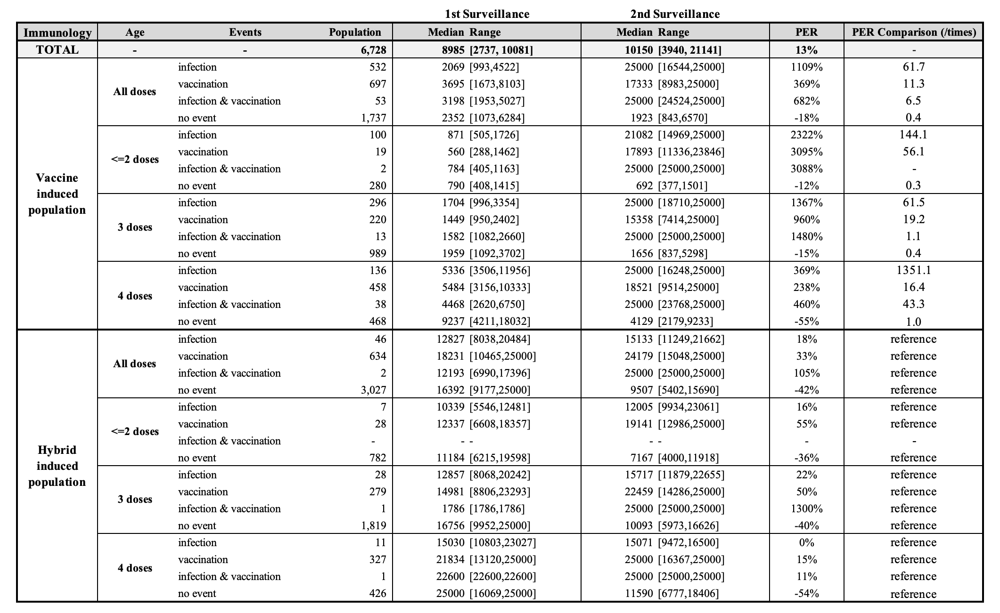 1st Surveillance 2nd Surveillance
Immunology Age Events Population Median Range Median Range PER PER Comparison (/times)
TOTAL - - 6,728 8985 [2737, 10081] 10150 [3940, 21141] 13% -
Vaccine induced population
All doses
infection 532 2069 [993,4522] 25000 [16544,25000] 1109% 61.7
vaccination 697 3695 [1673,8103] 17333 [8983,25000] 369% 11.3
infection & vaccination 53 3198 [1953,5027] 25000 [24524,25000] 682% 6.5
no event 1,737 2352 [1073,6284] 1923 [843,6570] -18% 0.4
<=2 doses
infection 100 871 [505,1726] 21082 [14969,25000] 2322% 144.1
vaccination 19 560 [288,1462] 17893 [11336,23846] 3095% 56.1
infection & vaccination 2 784 [405,1163] 25000 [25000,25000] 3088% -
no event 280 790 [408,1415] 692 [377,1501] -12% 0.3
3 doses
infection 296 1704 [996,3354] 25000 [18710,25000] 1367% 61.5
vaccination 220 1449 [950,2402] 15358 [7414,25000] 960% 19.2
infection & vaccination 13 1582 [1082,2660] 25000 [25000,25000] 1480% 1.1
no event 989 1959 [1092,3702] 1656 [837,5298] -15% 0.4
4 doses
infection 136 5336 [3506,11956] 25000 [16248,25000] 369% 1351.1
vaccination 458 5484 [3156,10333] 18521 [9514,25000] 238% 16.4
infection & vaccination 38 4468 [2620,6750] 25000 [23768,25000] 460% 43.3
no event 468 9237 [4211,18032] 4129 [2179,9233] -55% 1.0
Hybrid induced population
All doses
infection 46 12827 [8038,20484] 15133 [11249,21662] 18% reference
vaccination 634 18231 [10465,25000] 24179 [15048,25000] 33% reference
infection & vaccination 2 12193 [6990,17396] 25000 [25000,25000] 105% reference
no event 3,027 16392 [9177,25000] 9507 [5402,15690] -42% reference
<=2 doses
infection 7 10339 [5546,12481] 12005 [9934,23061] 16% reference
vaccination 28 12337 [6608,18357] 19141 [12986,25000] 55% reference
infection & vaccination - - - - - - -
no event 782 11184 [6215,19598] 7167 [4000,11918] -36% reference
3 doses
infection 28 12857 [8068,20242] 15717 [11879,22655] 22% reference
vaccination 279 14981 [8806,23293] 22459 [14286,25000] 50% reference
infection & vaccination 1 1786 [1786,1786] 25000 [25000,25000] 1300% reference
no event 1,819 16756 [9952,25000] 10093 [5973,16626] -40% reference
4 doses
infection 11 15030 [10803,23027] 15071 [9472,16500] 0% reference
vaccination 327 21834 [13120,25000] 25000 [16367,25000] 15% reference
infection & vaccination 1 22600 [22600,22600] 25000 [25000,25000] 11% reference
no event 426 25000 [16069,25000] 11590 [6777,18406] -54% reference